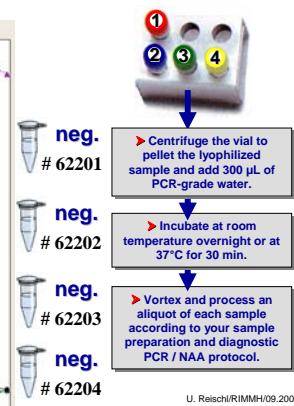 1
2
3
4
neg.
# 62201
neg.
# 62202
neg.
# 62203
neg.
# 62204
Centrifuge the vial to
pellet the lyophilized
sample and add 300 µL of
PCR-grade water.
Incubate at room
temperature overnight or at
37°C for 30 min.
Vortex and process an
aliquot of each sample
according to your sample
preparation and diagnostic
PCR / NAA protocol.
U. Reischl/RIMMH/09.200